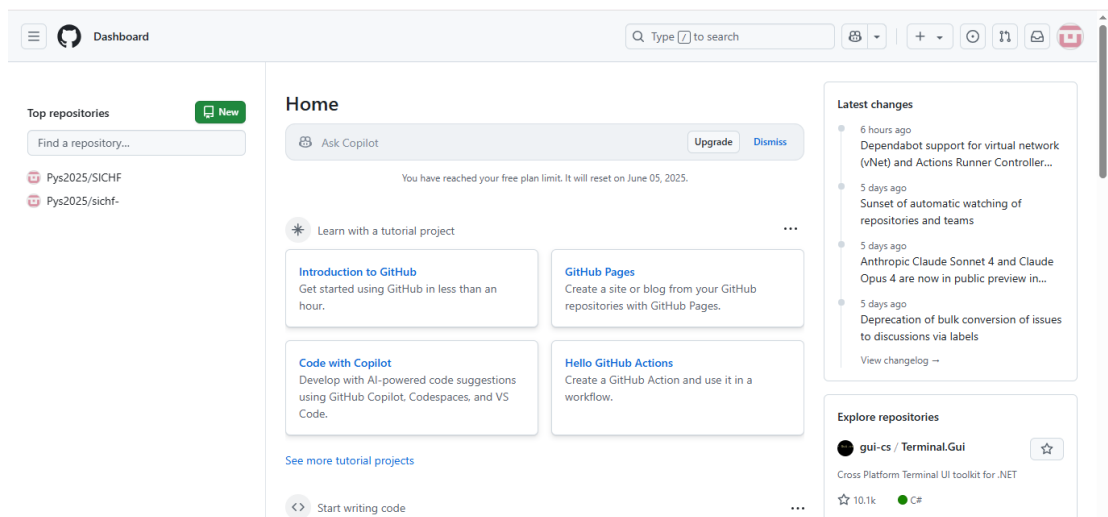 Dashboard
Type / to search
Top repositories
New
Find a repository...
Pys2025/SICHF
Pys2025/sichf-
Home
Ask Copilot
Upgrade
Dismiss
You have reached your free plan limit. It will reset on June 05, 2025.
Learn with a tutorial project
Introduction to GitHub
Get started using GitHub in less than an
hour.
GitHub Pages
Create a site or blog from your GitHub
repositories with GitHub Pages.
Code with Copilot
Develop with AI-powered code suggestions
using GitHub Copilot, Codespaces, and VS
Code.
Hello GitHub Actions
Create a GitHub Action and use it in a
workflow.
See more tutorial projects
Start writing code
Latest changes
6 hours ago
Dependabot support for virtual network
(vNet) and Actions Runner Controller...
5 days ago
Sunset of automatic watching of
repositories and teams
5 days ago
Anthropic Claude Sonnet 4 and Claude
Opus 4 are now in public preview in...
5 days ago
Deprecation of bulk conversion of issues
to discussions via labels
View changelog →
Explore repositories
gui-cs / Terminal.Gui
Cross Platform Terminal UI toolkit for .NET
10.1k
C#